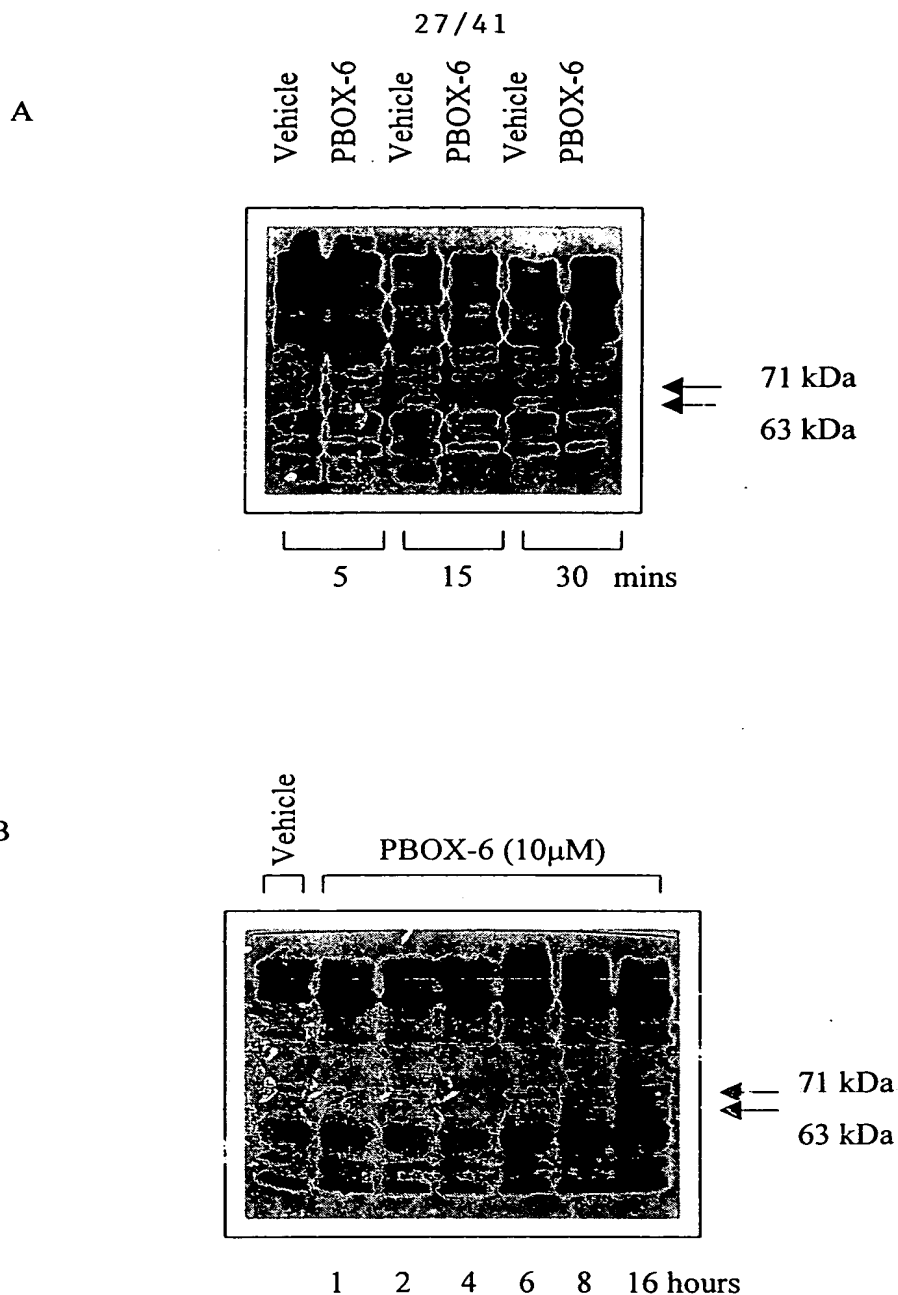 27/41
A
Vehicle
PBOX-6
Vehicle
PBOX-6
Vehicle
PBOX-6
71 kDa
63 kDa
5 15 30 mins
Vehicle
PBOX-6 (10µM)
71 kDa
63 kDa
1 2 4 6 8 16 hours